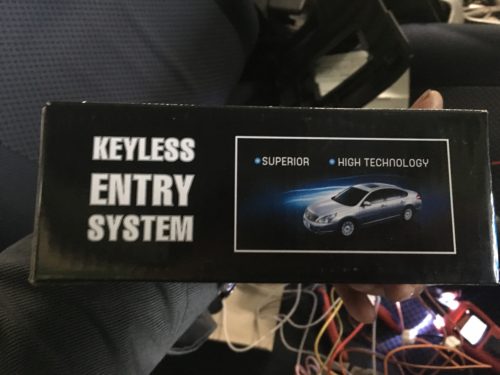 KEYLESS
ENTRY
SYSTEM
SUPERIOR
HIGH TECHNOLOGY